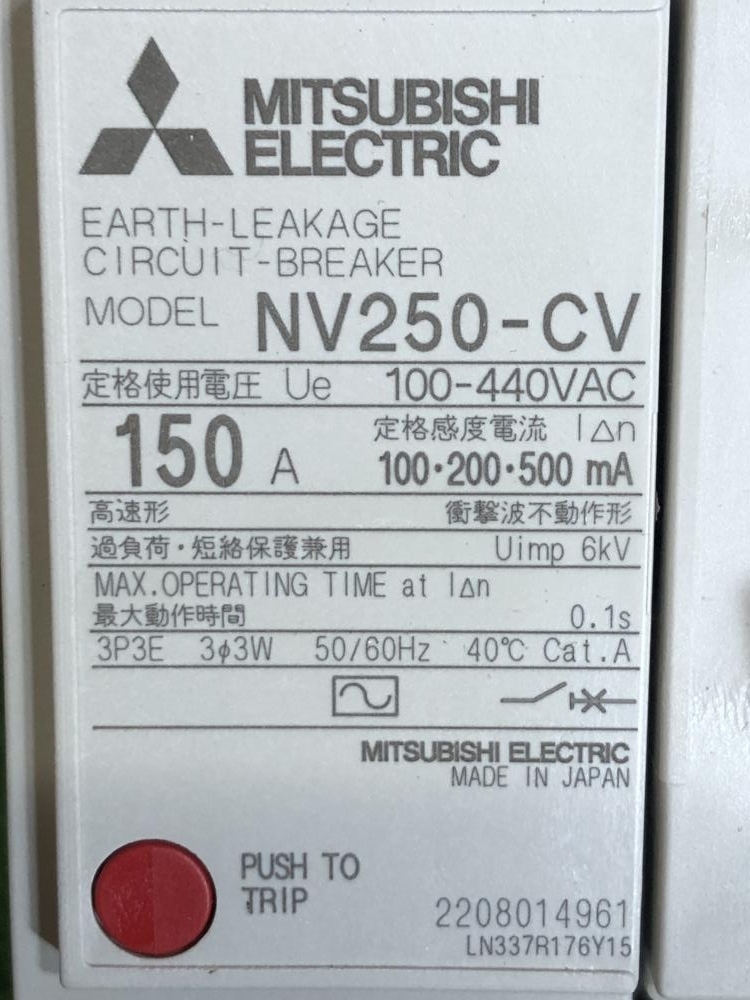 MITSUBISHI
ELECTRIC
EARTH-LEAKAGE
CIRCUIT-BREAKER
MODEL NV250-CV
定格使用電圧 Ue 100-440VAC
150 A 定格感度電流 I△n
100・200・500 mA
高速形 衝撃波不動作形
過負荷・短絡保護兼用 Uimp 6kV
MAX.OPERATING TIME at I△n
最大動作時間 0.1s
3P3E 3φ3W 50/60Hz 40℃ Cat.A
MITSUBISHI ELECTRIC
MADE IN JAPAN
PUSH TO
TRIP
2208014961
LN337R176Y15